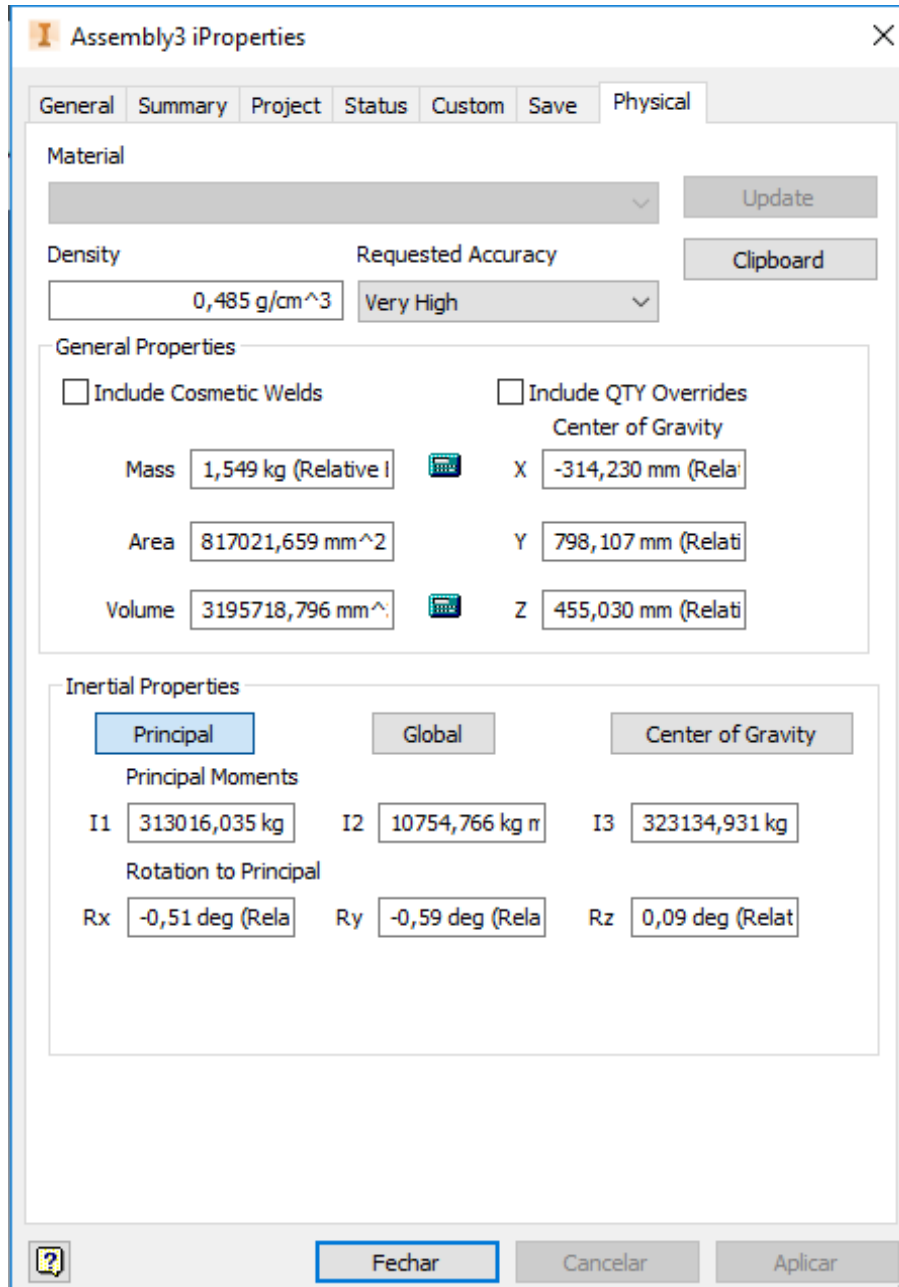 Assembly3 iProperties
General Summary Project Status Custom Save Physical
Material
Update
Density Requested Accuracy
Clipboard
0,485 g/cm^3 Very High
General Properties
Include Cosmetic Welds Include QTY Overrides
Center of Gravity
Mass 1,549 kg (Relative X -314,230 mm (Relat
Area 817021,659 mm^2 Y 798,107 mm (Relati
Volume 3195718,796 mm^ Z 455,030 mm (Relati
Inertial Properties
Principal Global Center of Gravity
Principal Moments
I1 313016,035 kg I2 10754,766 kg m I3 323134,931 kg
Rotation to Principal
Rx -0,51 deg (Rela Ry -0,59 deg (Rela Rz 0,09 deg (Relat
Fechar Cancelar Aplicar